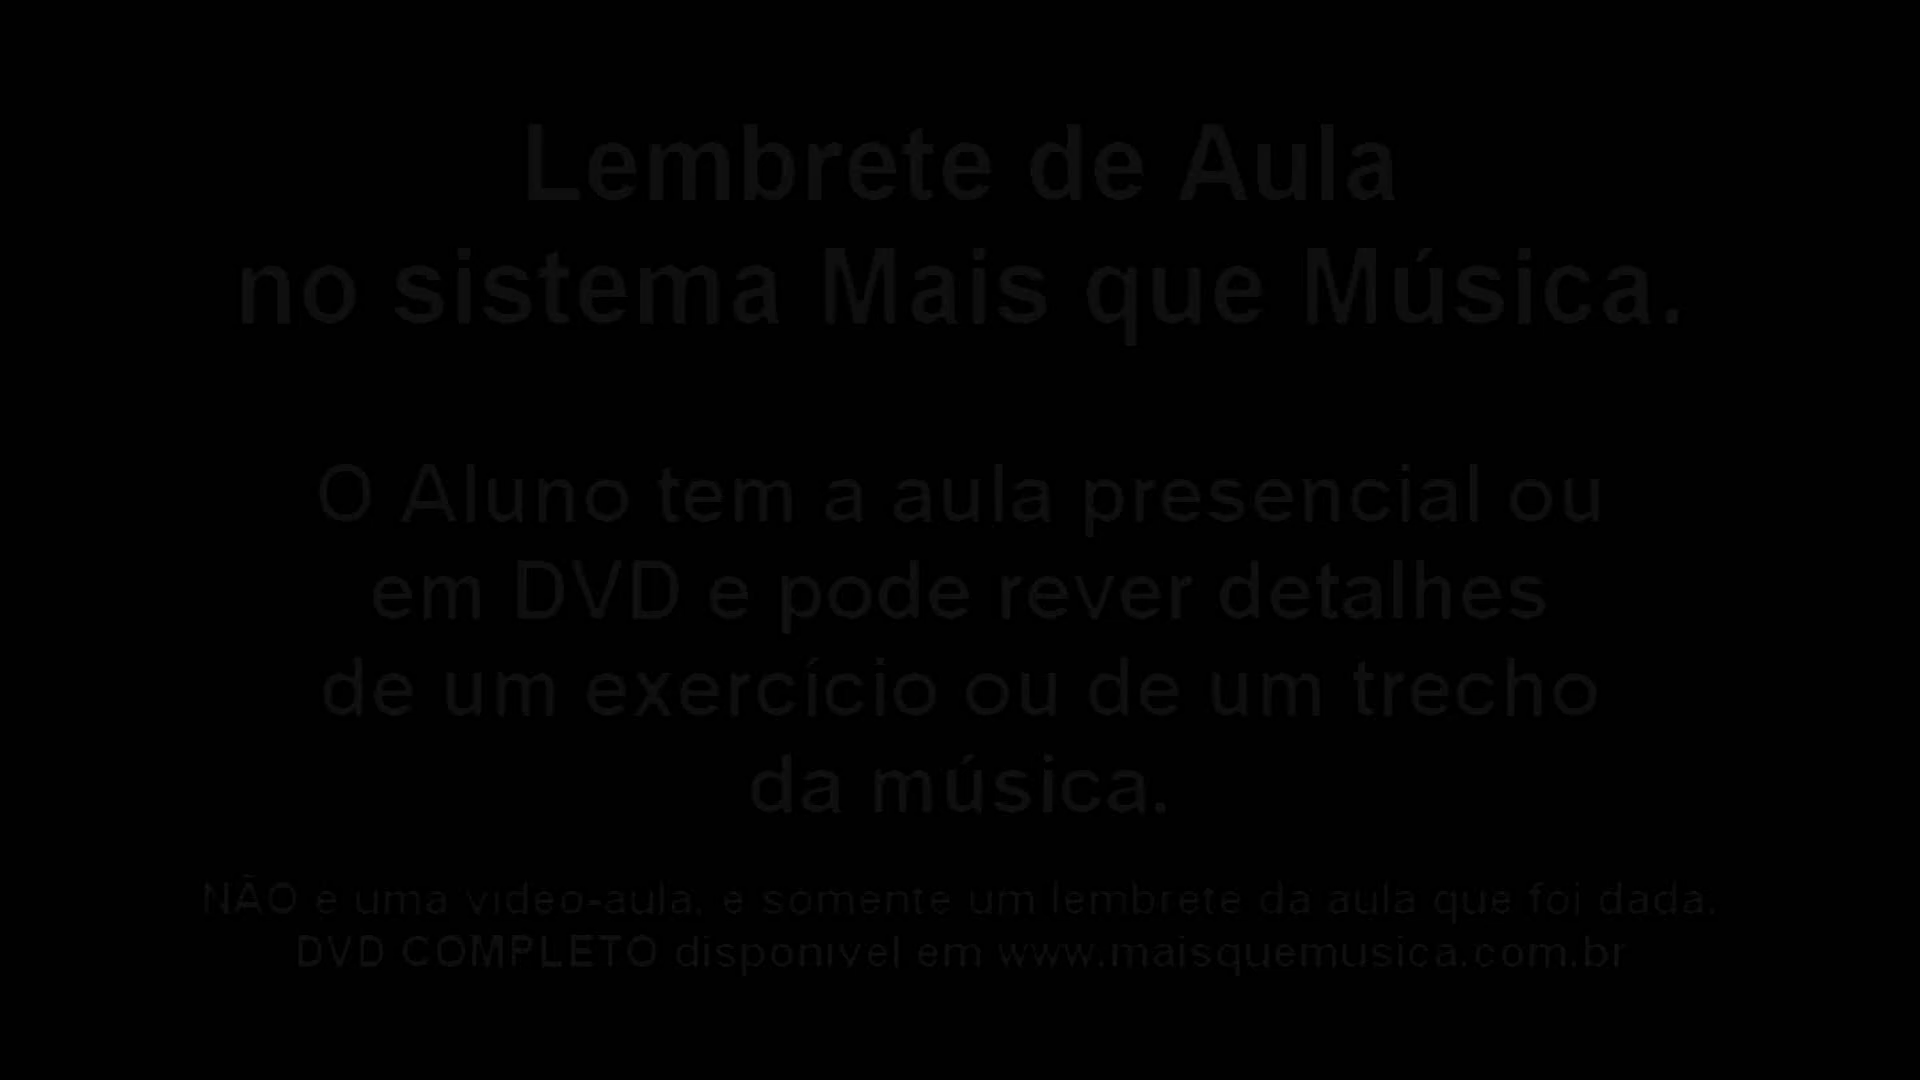 Lembrete de Aula
no sistema Mais que Música.
O Aluno tem a aula presencial ou
em DVD e pode rever detalhes
de um exercício ou de um trecho
da música.
NÃO e uma video-aula, e somente um lembrete da aula que foi dada.
DVD COMPLETO disponivel em www.maisquemusica.com.br